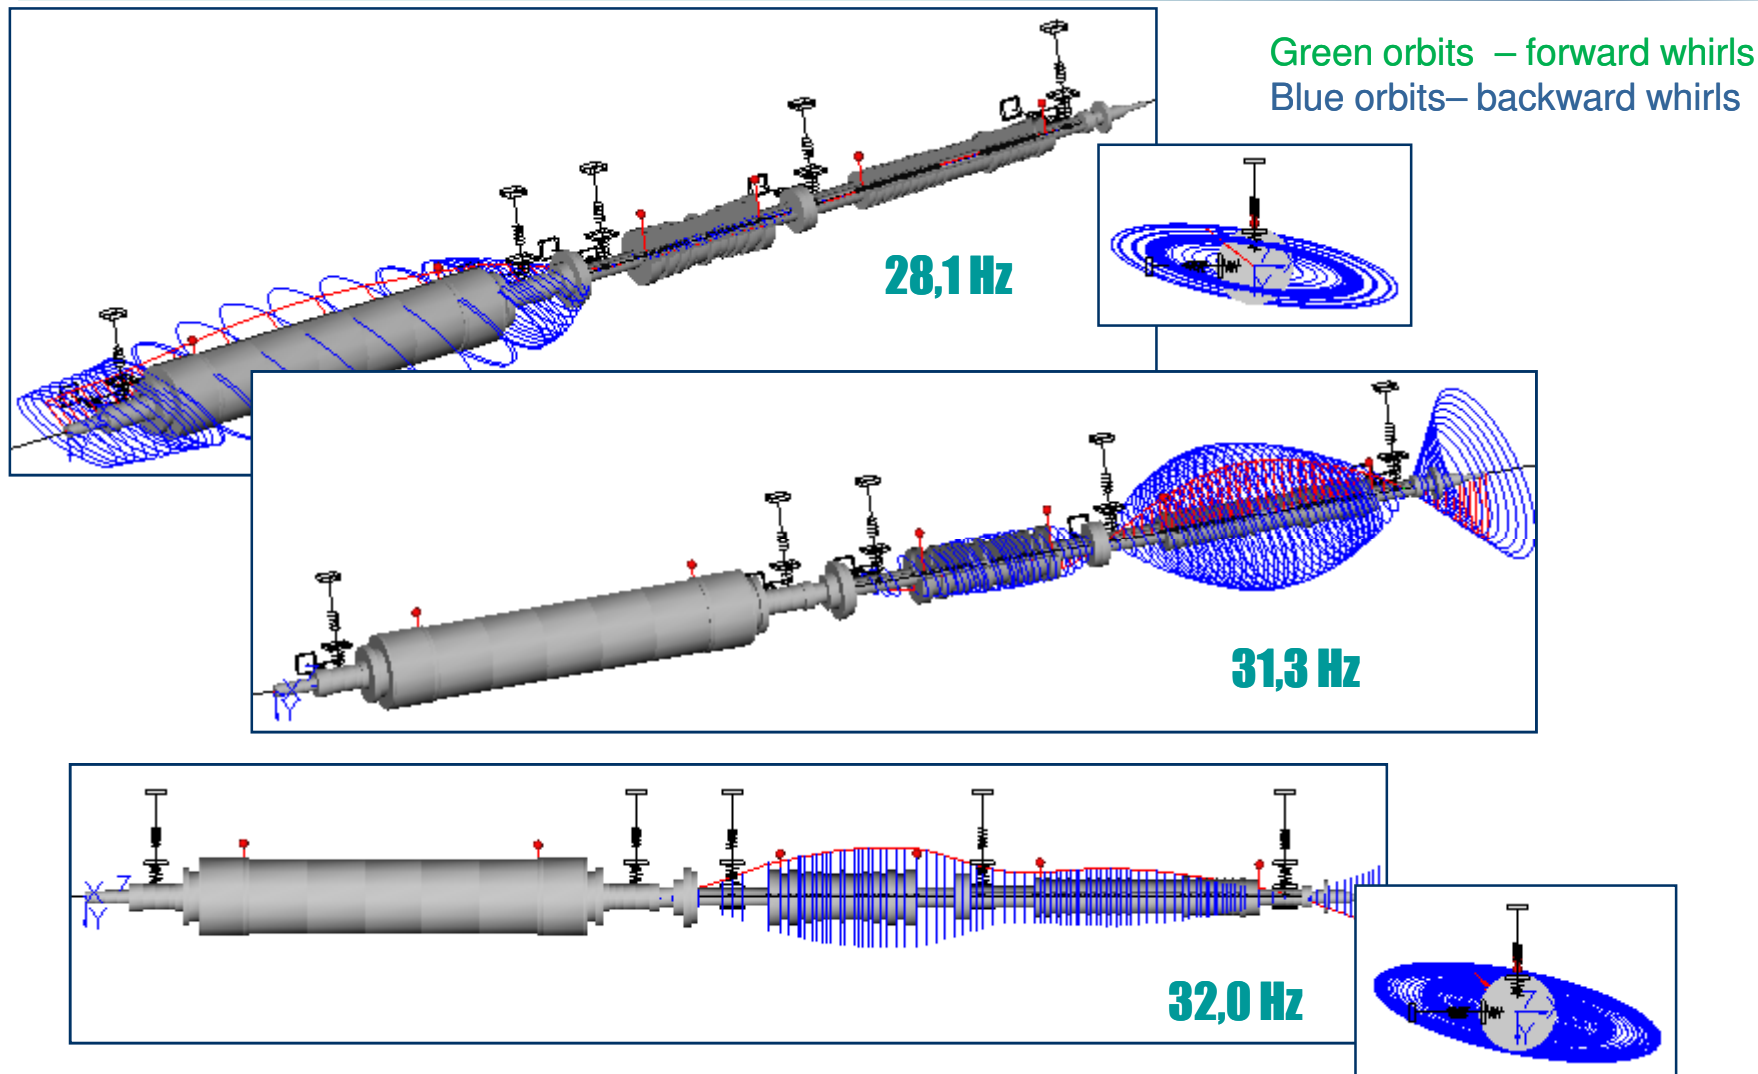 Green orbits – forward whirls
Blue orbits– backward whirls
28,1 Hz
Z
Y
31,3 Hz
X
Y
X Z
Y
32,0 Hz
Z
Y